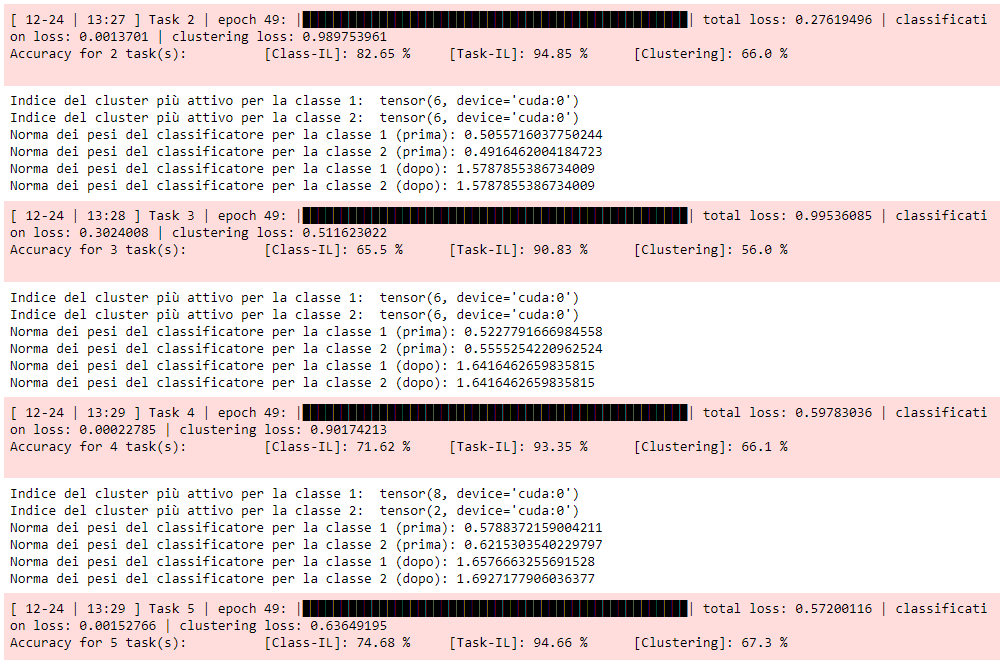 [ 12-24 | 13:27 ] Task 2 | epoch 49: |████████████████████████████████████████████████| total loss: 0.27619496 | classificati
on loss: 0.0013701 | clustering loss: 0.989753961
Accuracy for 2 task(s): [Class-IL]: 82.65 % [Task-IL]: 94.85 % [Clustering]: 66.0 %
Indice del cluster più attivo per la classe 1: tensor(6, device='cuda:0')
Indice del cluster più attivo per la classe 2: tensor(6, device='cuda:0')
Norma dei pesi del classificatore per la classe 1 (prima): 0.5055716037750244
Norma dei pesi del classificatore per la classe 2 (prima): 0.4916462004184723
Norma dei pesi del classificatore per la classe 1 (dopo): 1.5787855386734009
Norma dei pesi del classificatore per la classe 2 (dopo): 1.5787855386734009
[ 12-24 | 13:28 ] Task 3 | epoch 49: |████████████████████████████████████████████████| total loss: 0.99536085 | classificati
on loss: 0.3024008 | clustering loss: 0.511623022
Accuracy for 3 task(s): [Class-IL]: 65.5 % [Task-IL]: 90.83 % [Clustering]: 56.0 %
Indice del cluster più attivo per la classe 1: tensor(6, device='cuda:0')
Indice del cluster più attivo per la classe 2: tensor(6, device='cuda:0')
Norma dei pesi del classificatore per la classe 1 (prima): 0.5227791666984558
Norma dei pesi del classificatore per la classe 2 (prima): 0.5555254220962524
Norma dei pesi del classificatore per la classe 1 (dopo): 1.6416462659835815
Norma dei pesi del classificatore per la classe 2 (dopo): 1.6416462659835815
[ 12-24 | 13:29 ] Task 4 | epoch 49: |████████████████████████████████████████████████| total loss: 0.59783036 | classificati
on loss: 0.00022785 | clustering loss: 0.90174213
Accuracy for 4 task(s): [Class-IL]: 71.62 % [Task-IL]: 93.35 % [Clustering]: 66.1 %
Indice del cluster più attivo per la classe 1: tensor(8, device='cuda:0')
Indice del cluster più attivo per la classe 2: tensor(2, device='cuda:0')
Norma dei pesi del classificatore per la classe 1 (prima): 0.5788372159004211
Norma dei pesi del classificatore per la classe 2 (prima): 0.6215303540229797
Norma dei pesi del classificatore per la classe 1 (dopo): 1.6576663255691528
Norma dei pesi del classificatore per la classe 2 (dopo): 1.6927177906036377
[ 12-24 | 13:29 ] Task 5 | epoch 49: |████████████████████████████████████████████████| total loss: 0.57200116 | classificati
on loss: 0.00152766 | clustering loss: 0.63649195
Accuracy for 5 task(s): [Class-IL]: 74.68 % [Task-IL]: 94.66 % [Clustering]: 67.3 %